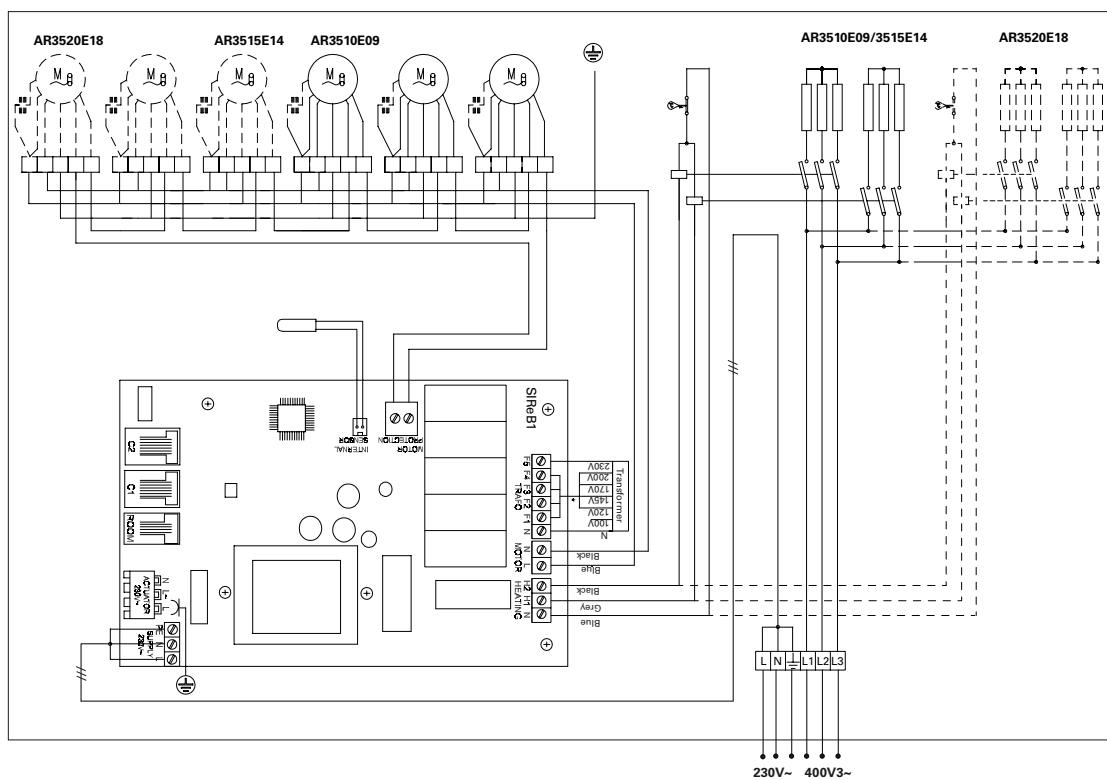 AR3520E18
AR3515E14
AR3510E09
AR3510E09/3515E14
AR3520E18
M
M
M
M
M
M
SIReB1
C2
C1
ROOM
INTERNAL
SENSOR
MOTOR
PROTECTION
F5
F4
F3
F2
F1
N
TRAFO
230V
200V
170V
145V
120V
100V
N
Transformer
*
N
L
MOTOR
Black
Blue
H2
H1
N
HEATING
Black
Grey
Blue
N
L~
L
ACTUATOR
230V~
PE
N
L
SUPPLY
230V~
L
N
L1
L2
L3
230V~
400V3~